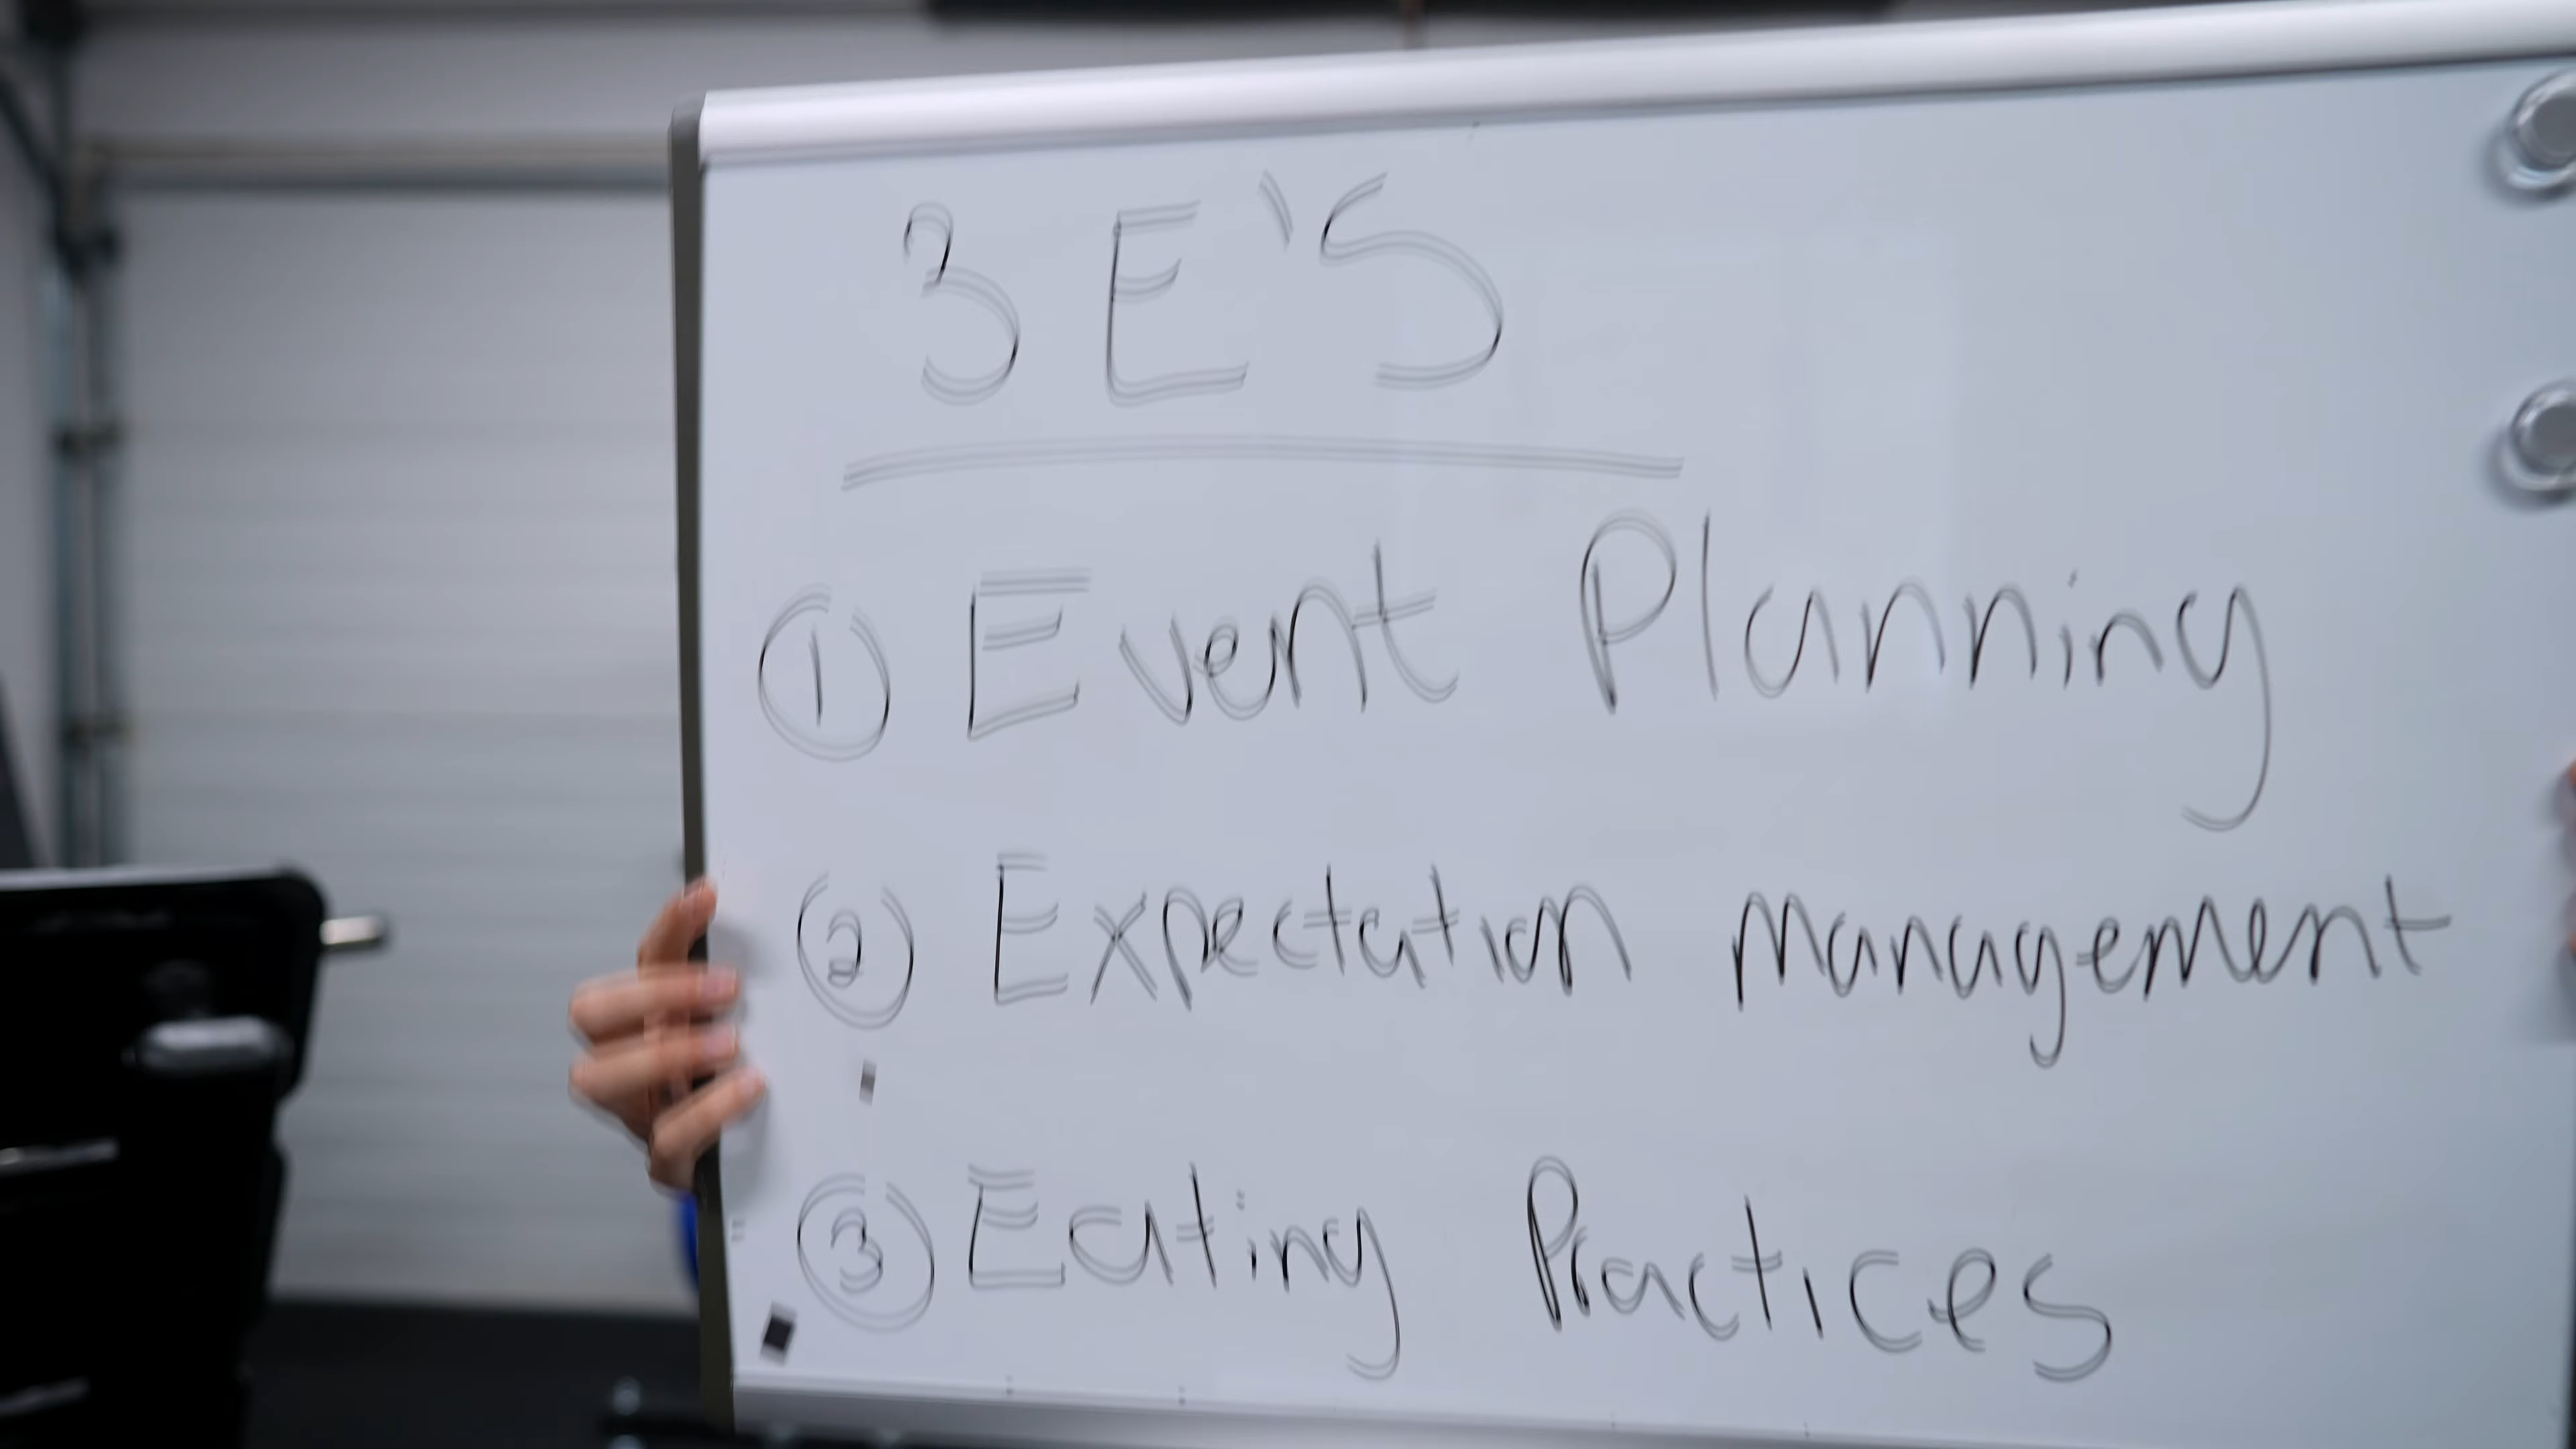 3 E'S
① Event Planning
② Expectation Management
③ Eating Practices